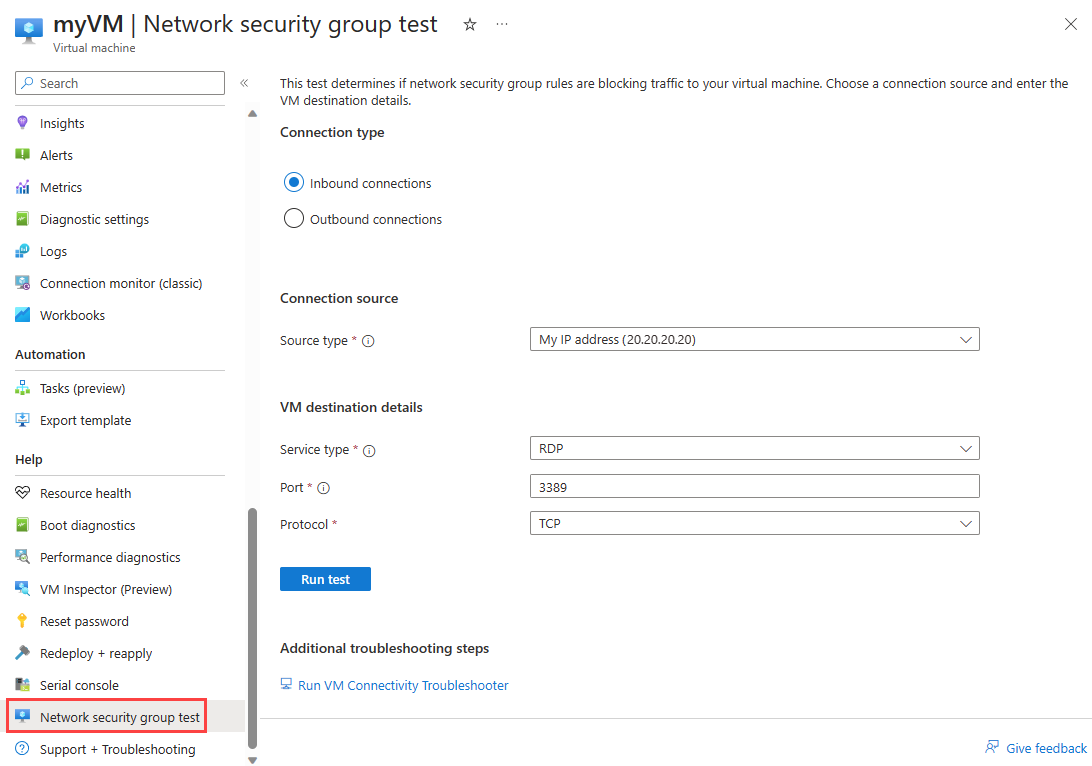 myVM | Network security group test
Virtual machine
Search
Insights
Alerts
Metrics
Diagnostic settings
Logs
Connection monitor (classic)
Workbooks
Automation
Tasks (preview)
Export template
Help
Resource health
Boot diagnostics
Performance diagnostics
VM Inspector (Preview)
Reset password
Redeploy + reapply
Serial console
Network security group test
Support + Troubleshooting
This test determines if network security group rules are blocking traffic to your virtual machine. Choose a connection source and enter the
VM destination details.
Connection type
Inbound connections
Outbound connections
Connection source
Source type * My IP address (20.20.20.20)
VM destination details
Service type * RDP
Port * 3389
Protocol * TCP
Run test
Additional troubleshooting steps
Run VM Connectivity Troubleshooter
Give feedback